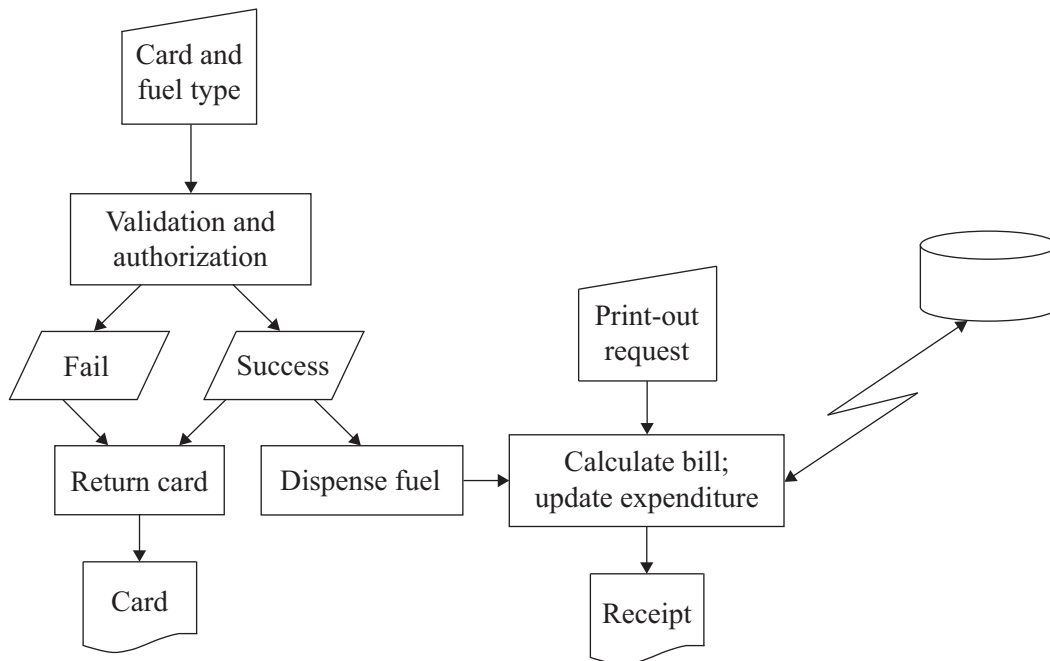 Card and
fuel type
Validation and
authorization
Fail
Success
Print-out
request
Return card
Dispense fuel
Calculate bill;
update expenditure
Card
Receipt